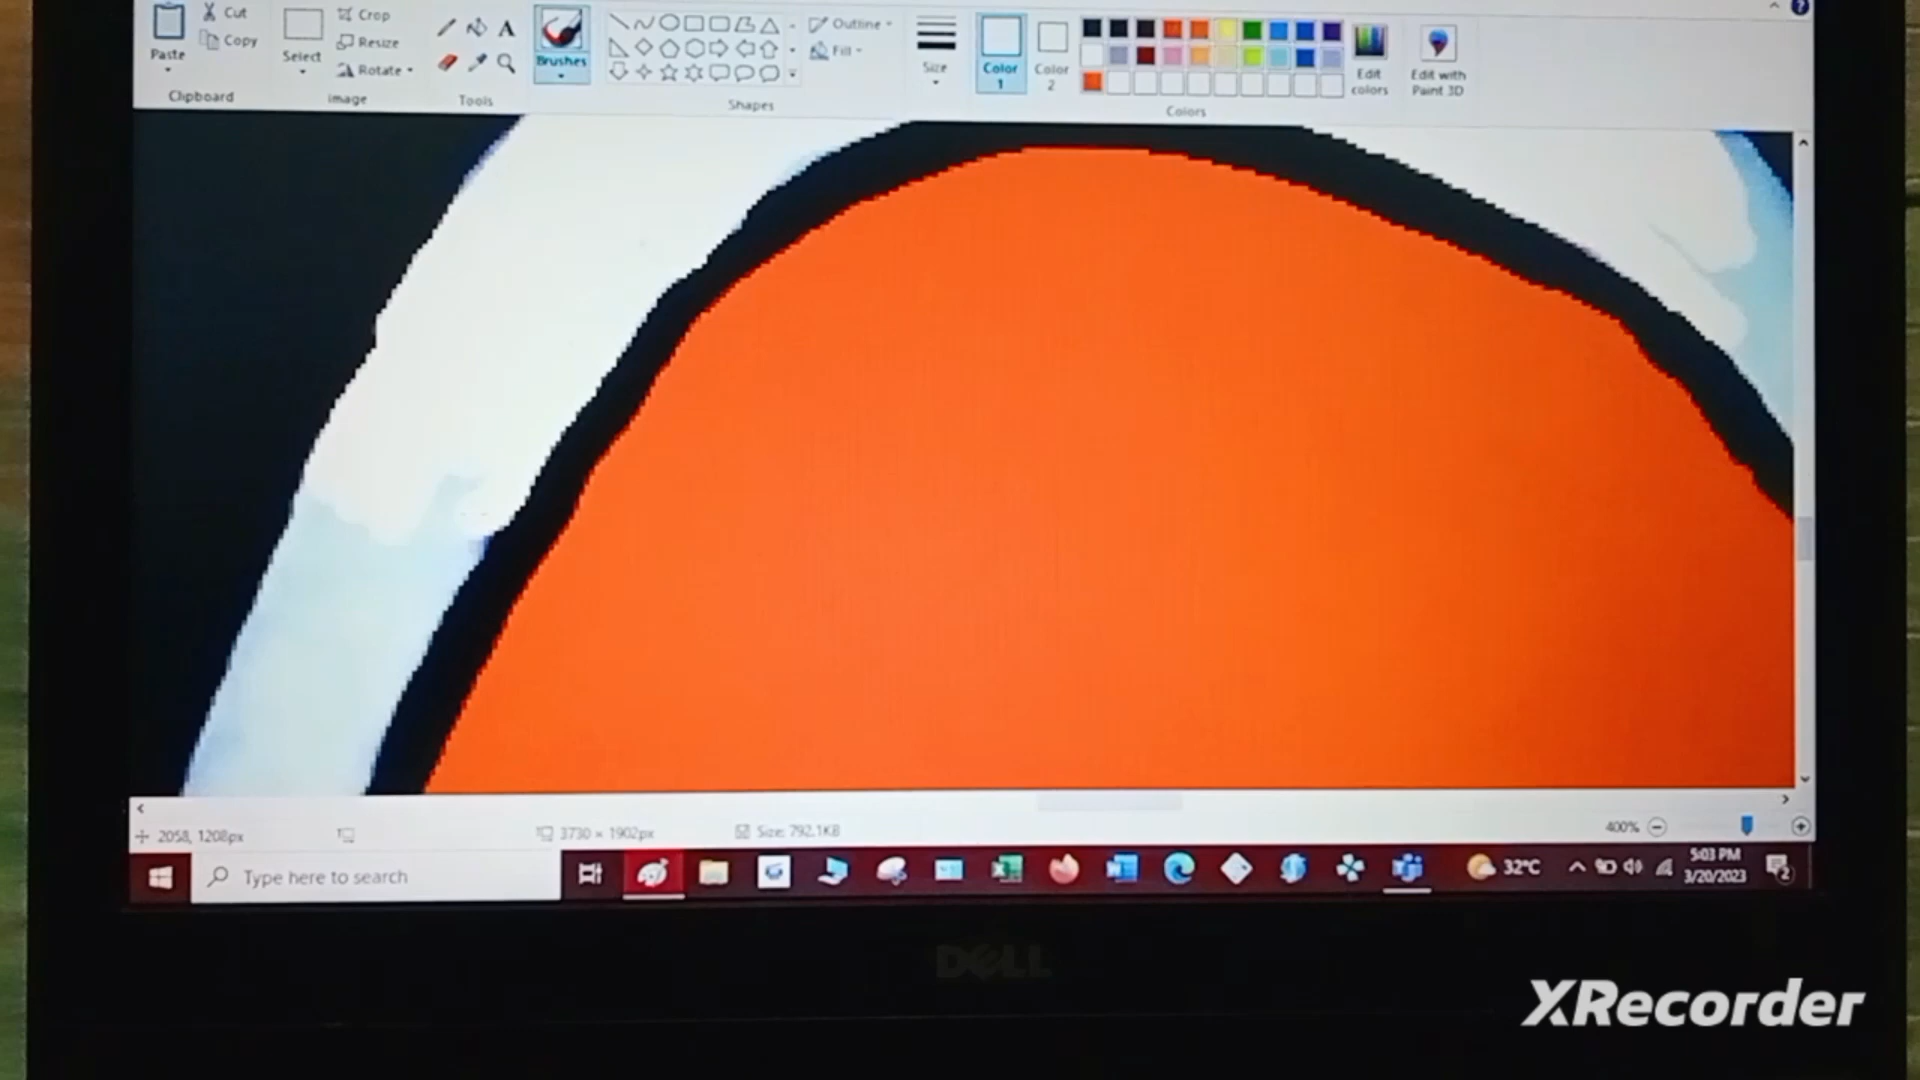 Cut
Crop
Outline
Paste
Copy
Select
Resize
Fill
Brushes
Rotate
Size
Color 1
Color 2
Edit colors
Edit with Paint 3D
Clipboard
Image
Tools
Shapes
Colors
A
2058, 1208px
3730 × 1902px
Size: 792.1KB
400%
Type here to search
32°C
5:03 PM
3/20/2023
2
DELL
XRecorder